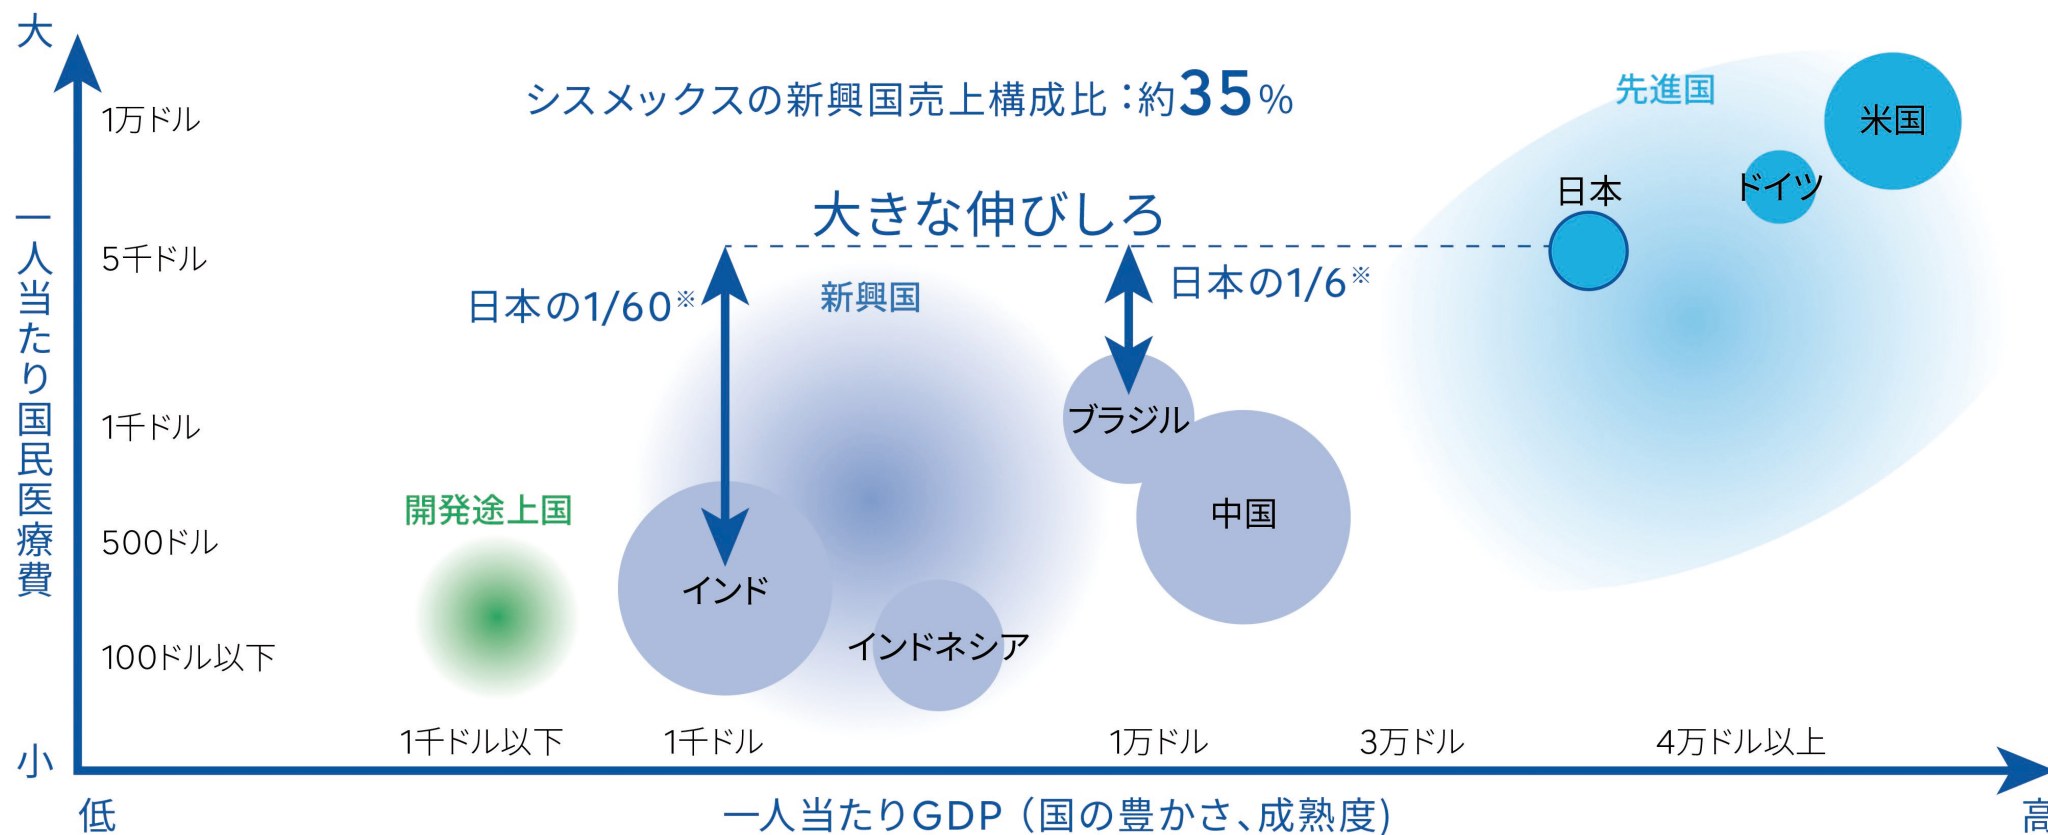 大
1万ドル
シスメックスの新興国売上構成比：約35%
先進国
米国
日本
ドイツ
大きな伸びしろ
一人当たり国民医療費
5千ドル
日本の1/60※
新興国
日本の1/6※
1千ドル
ブラジル
開発途上国
中国
500ドル
インド
インドネシア
100ドル以下
1千ドル以下
1千ドル
1万ドル
3万ドル
4万ドル以上
小
低
一人当たりGDP（国の豊かさ、成熟度)
高